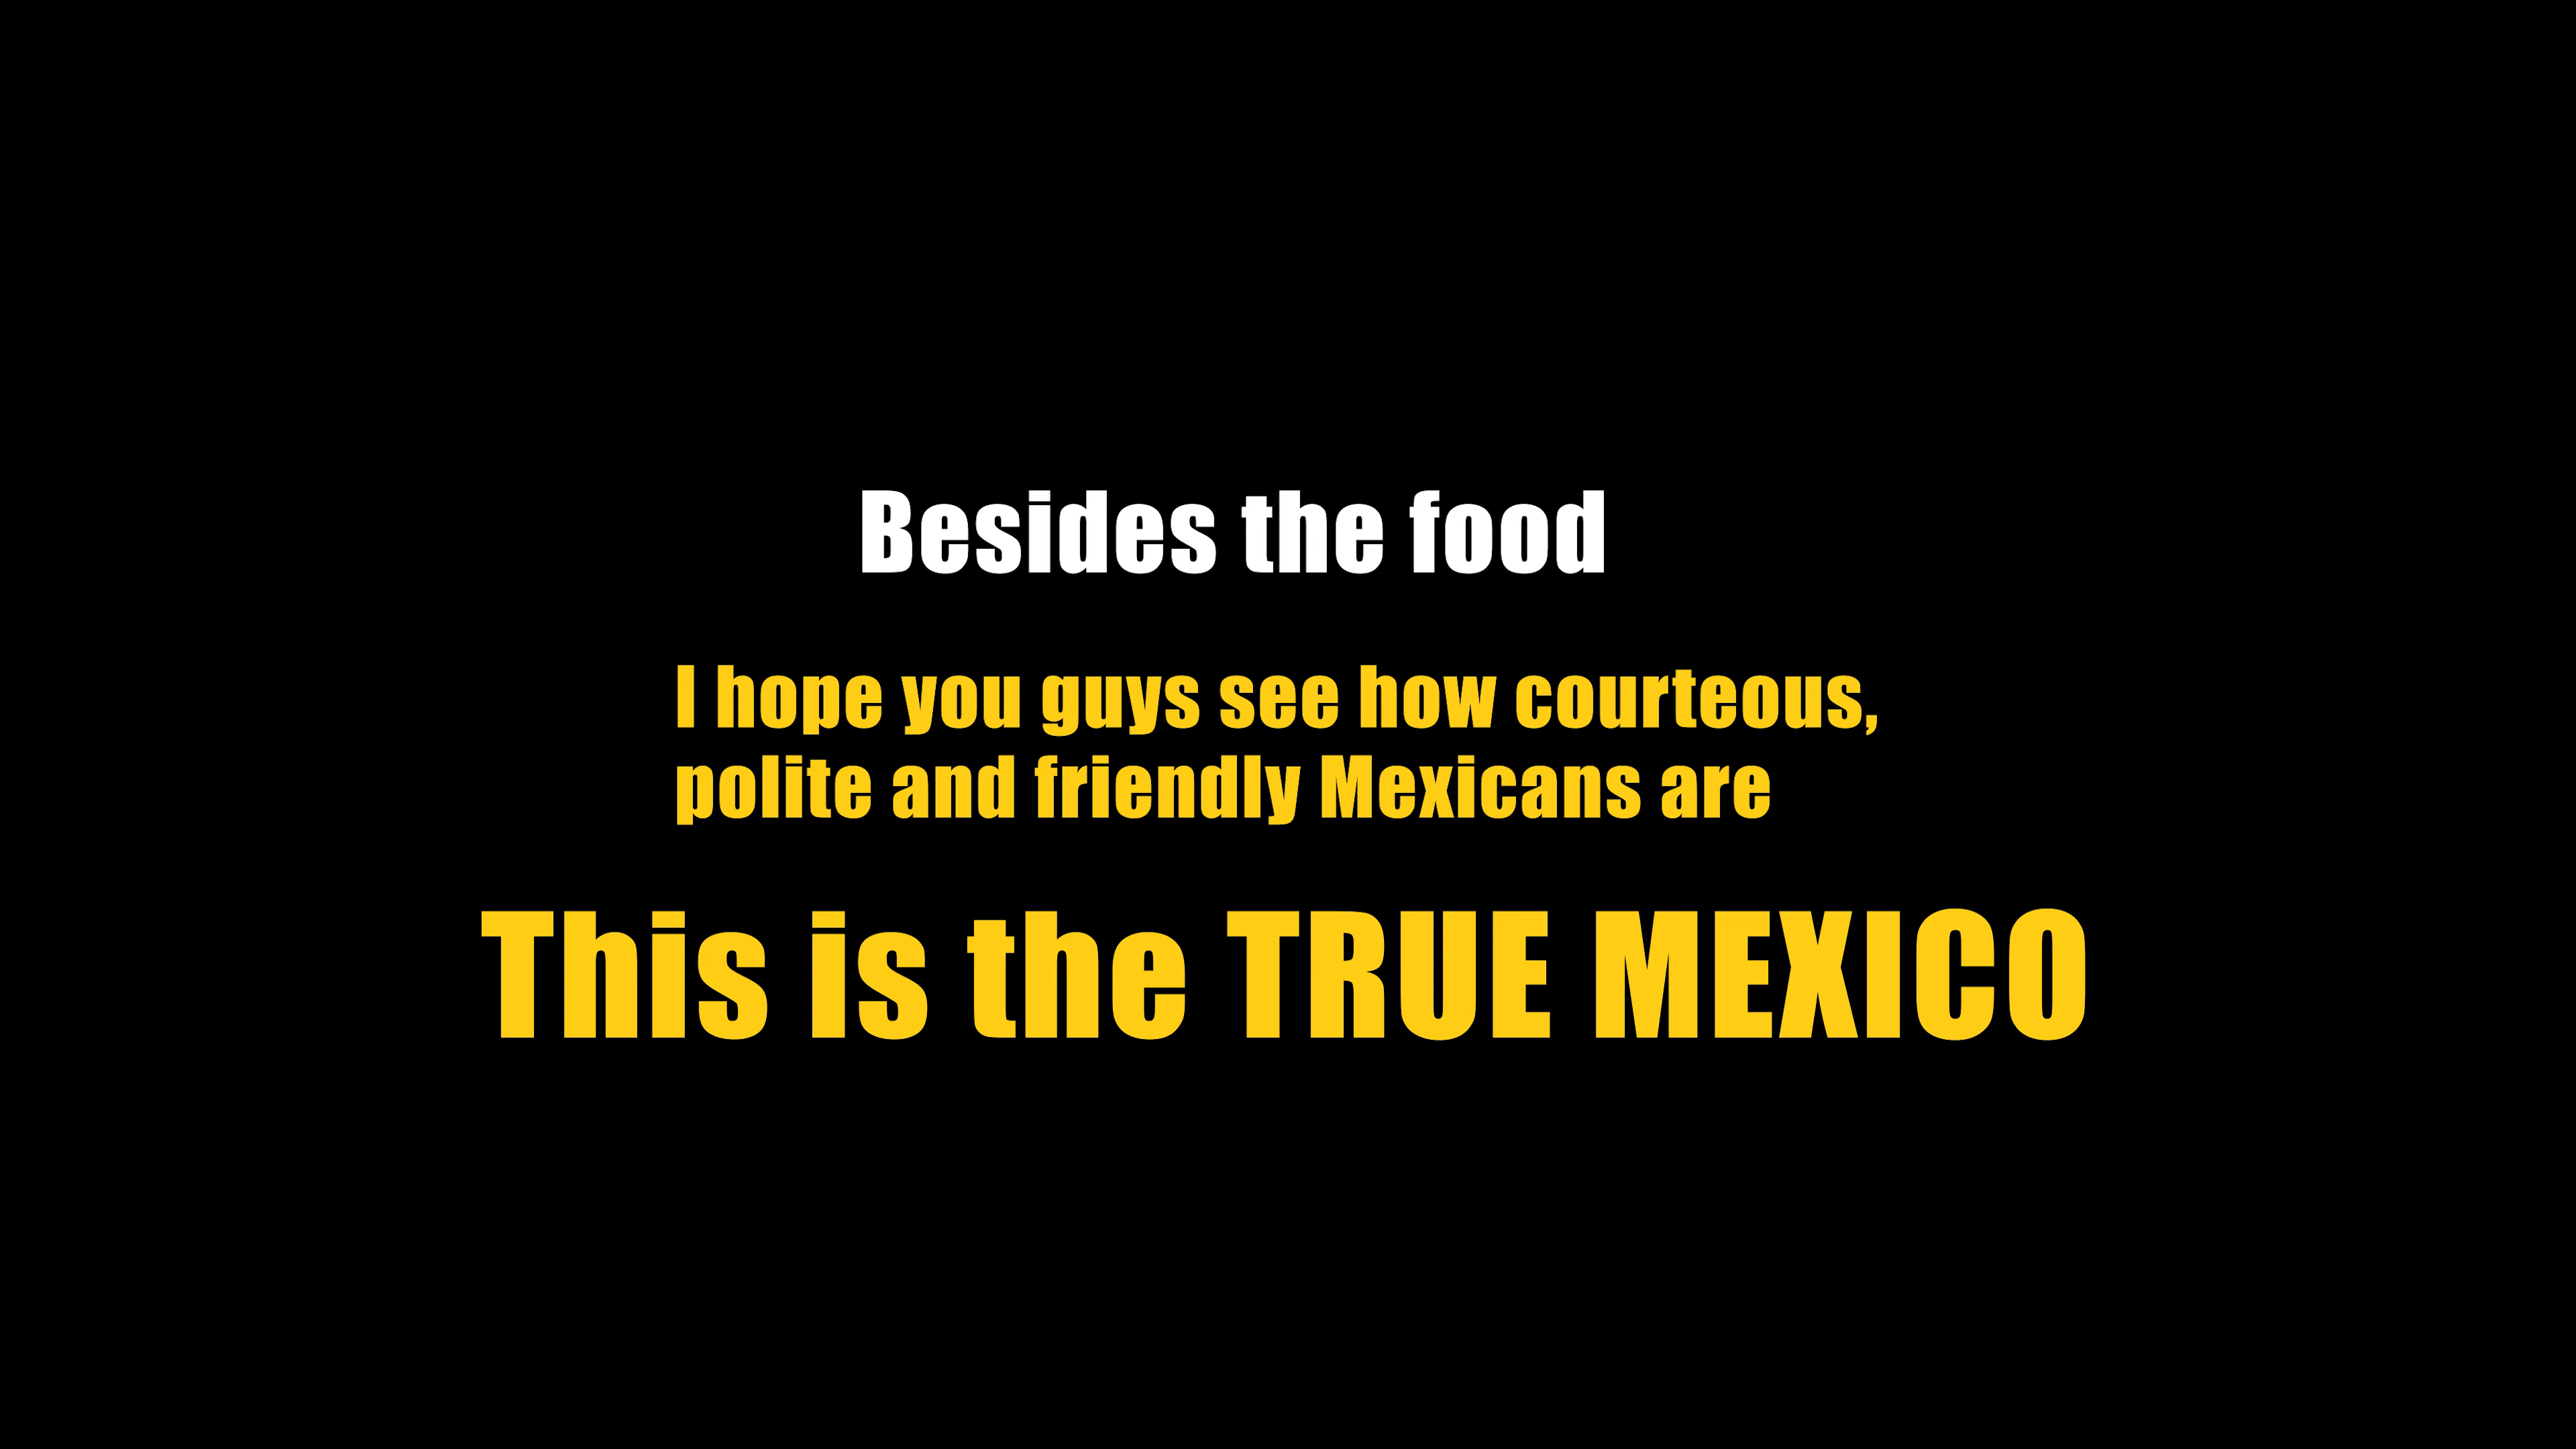 Besides the food
I hope you guys see how courteous,
polite and friendly Mexicans are
This is the TRUE MEXICO